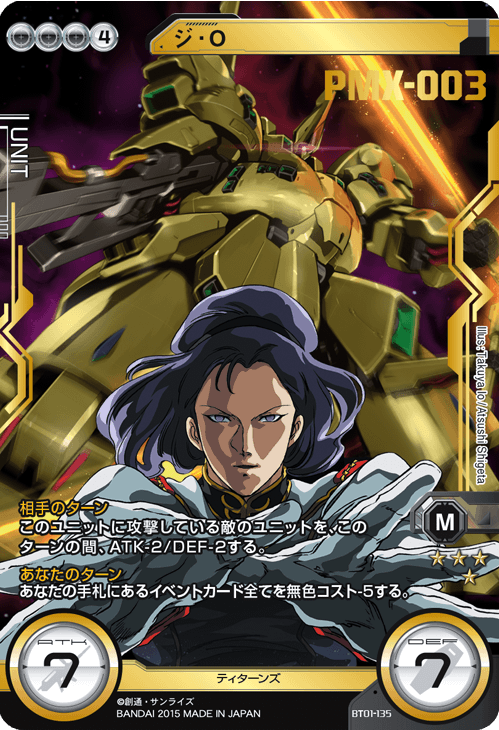 4
ジ・O
PMX-003
UNIT
Illus:Takuya Io/Atsushi Shigeta
相手のターン
このユニットに攻撃している敵のユニットを、この
ターンの間、ATK-2/DEF-2する。
M
あなたのターン
あなたの手札にあるイベントカード全てを無色コスト-5する。
ATK
7
DEF
7
ティターンズ
©創通・サンライズ
BANDAI 2015 MADE IN JAPAN
BT01-135